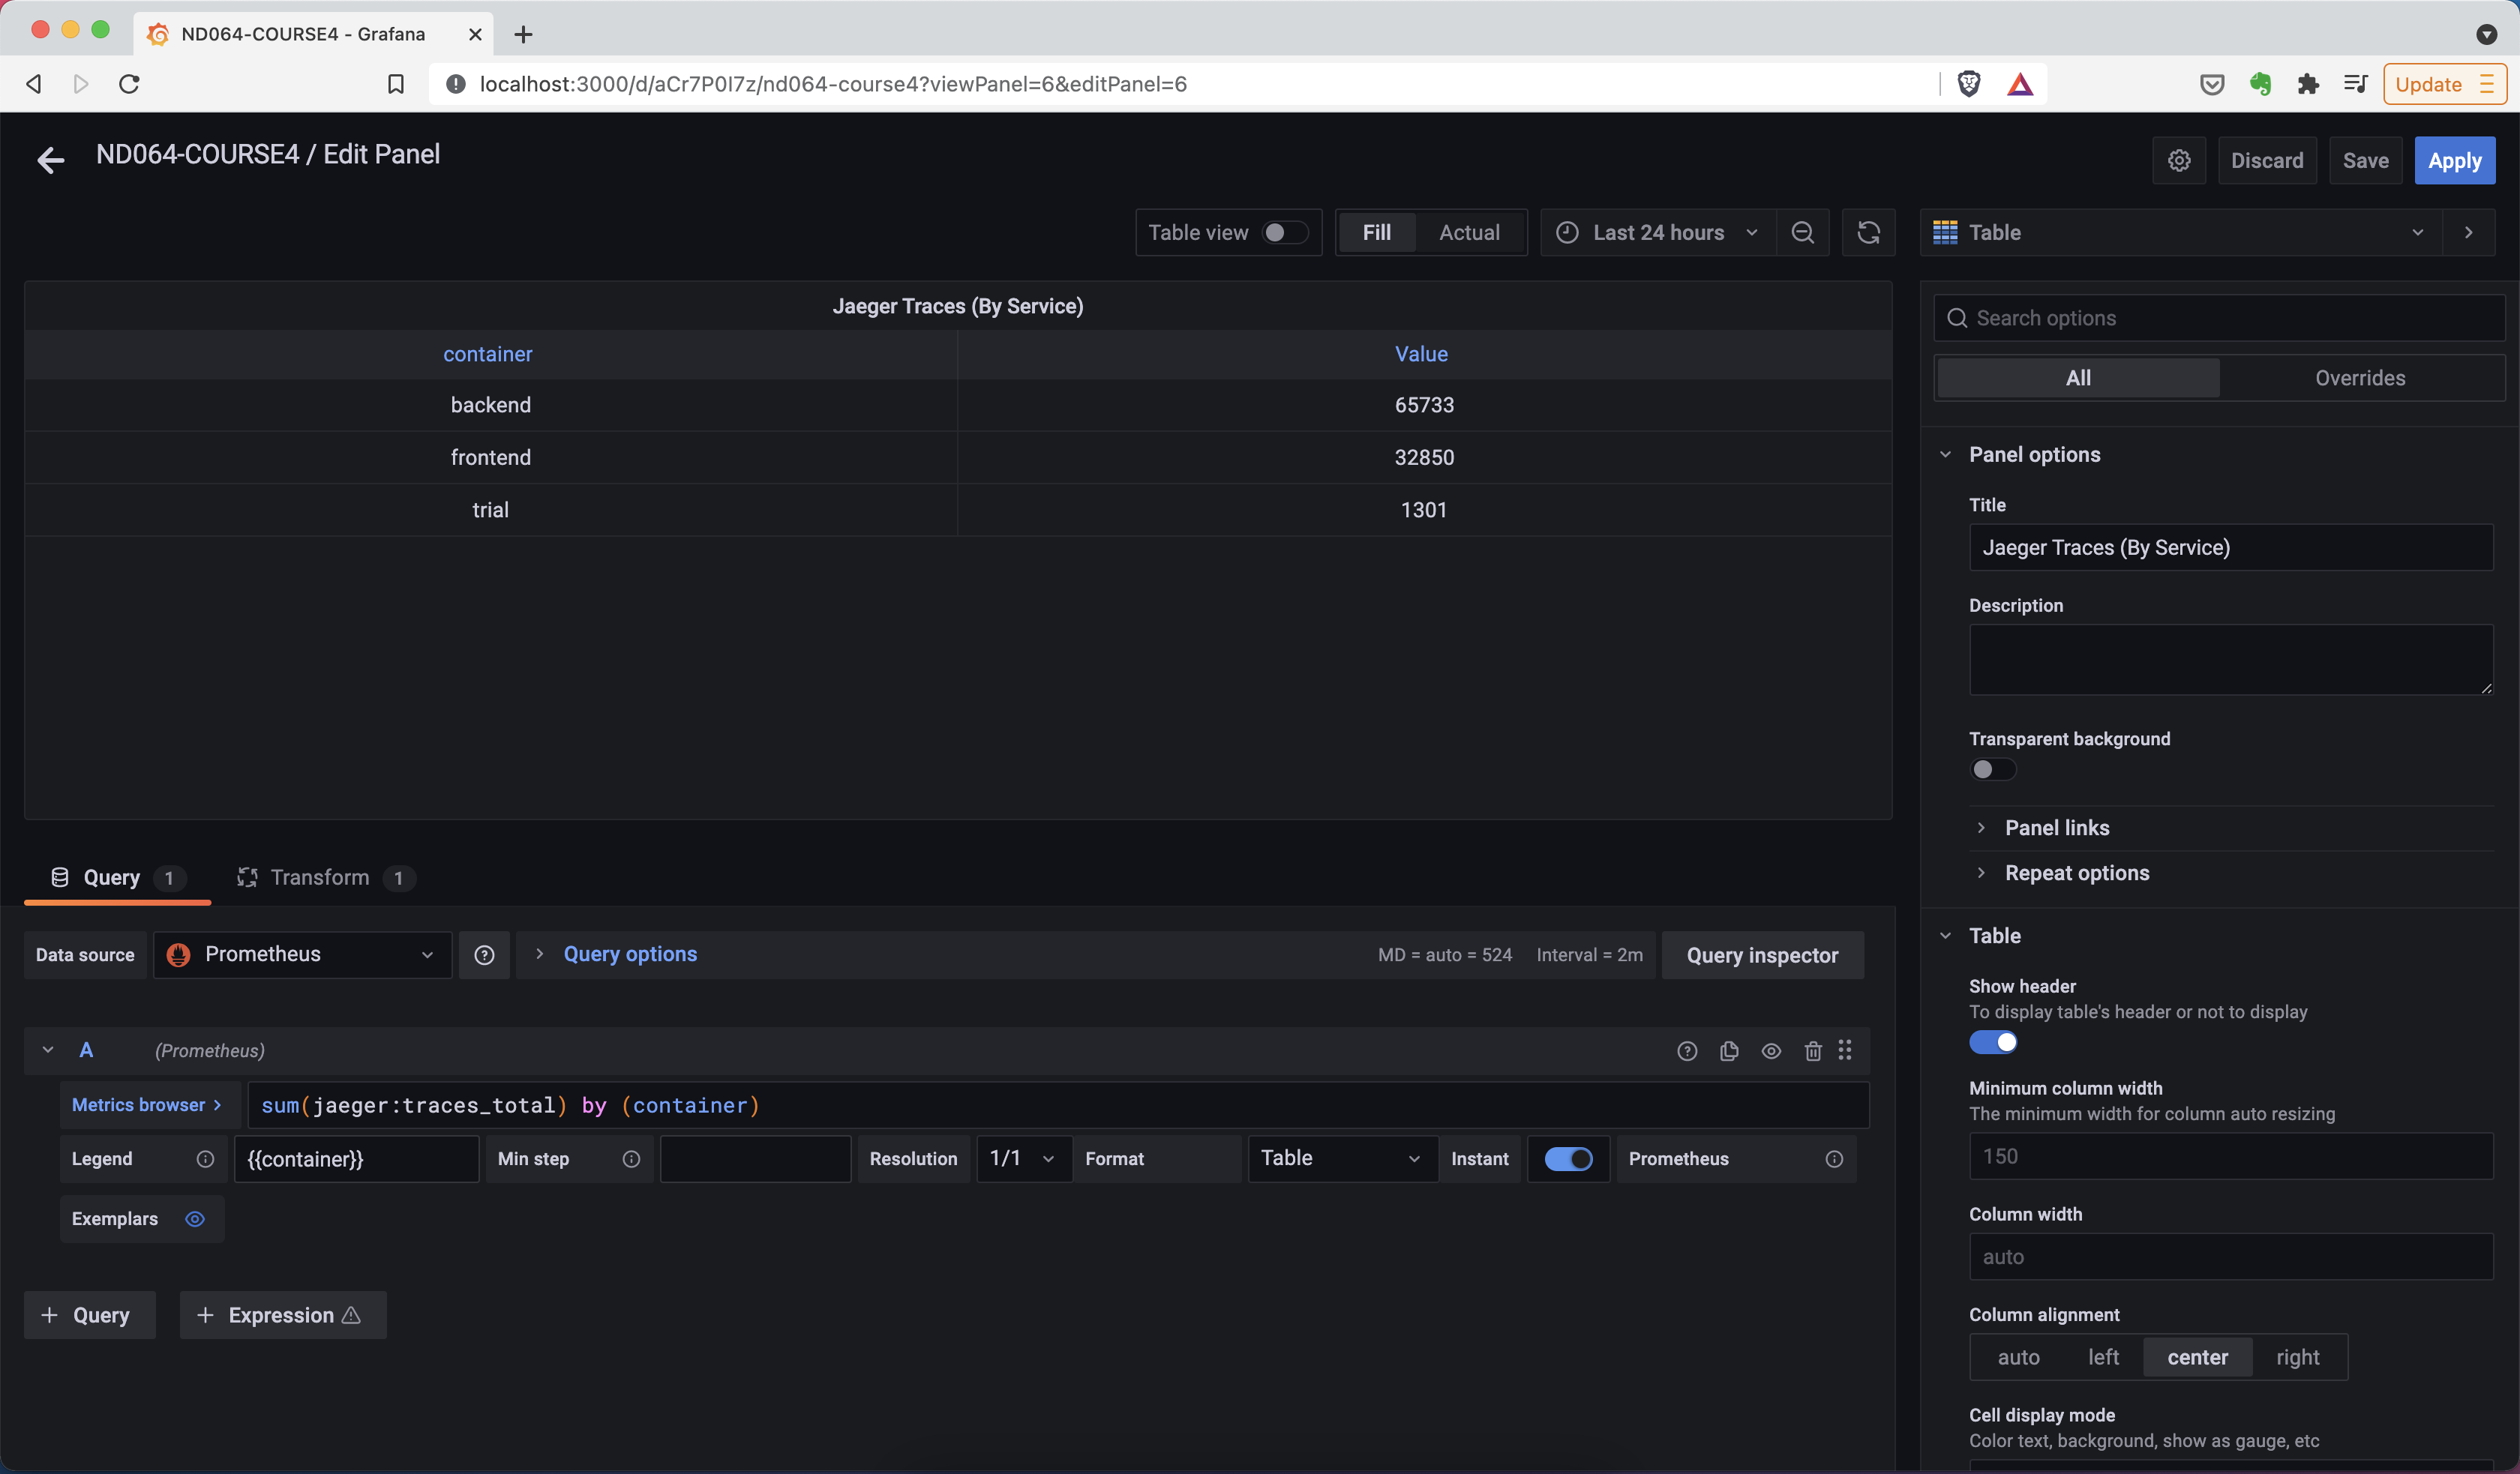 ND064-COURSE4 - Grafana
localhost:3000/d/aCr7P0I7z/nd064-course4?viewPanel=6&editPanel=6
Update
ND064-COURSE4 / Edit Panel
Discard
Save
Apply
Table view
Fill
Actual
Last 24 hours
Table
Jaeger Traces (By Service)
container Value
backend 65733
frontend 32850
trial 1301
Search options
All
Overrides
Panel options
Title
Jaeger Traces (By Service)
Description
Transparent background
Panel links
Repeat options
Query 1
Transform 1
Data source
Prometheus
Query options
MD = auto = 524
Interval = 2m
Query inspector
A
(Prometheus)
Metrics browser >
sum(jaeger:traces_total) by (container)
Legend
{{container}}
Min step
Resolution
1/1
Format
Table
Instant
Prometheus
Exemplars
+ Query
+ Expression
Table
Show header
To display table's header or not to display
Minimum column width
The minimum width for column auto resizing
150
Column width
auto
Column alignment
auto
left
center
right
Cell display mode
Color text, background, show as gauge, etc